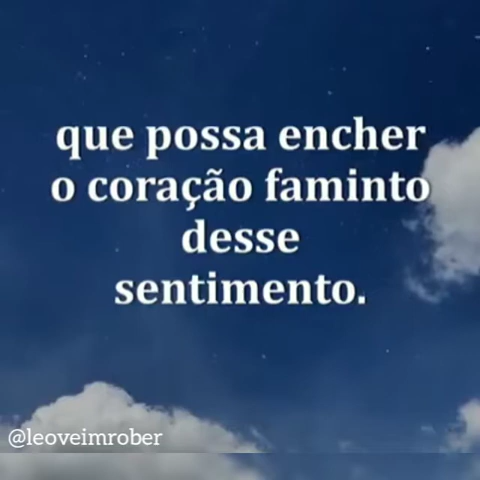 que possa encher
o coração faminto
desse
sentimento.
@leoveimrober